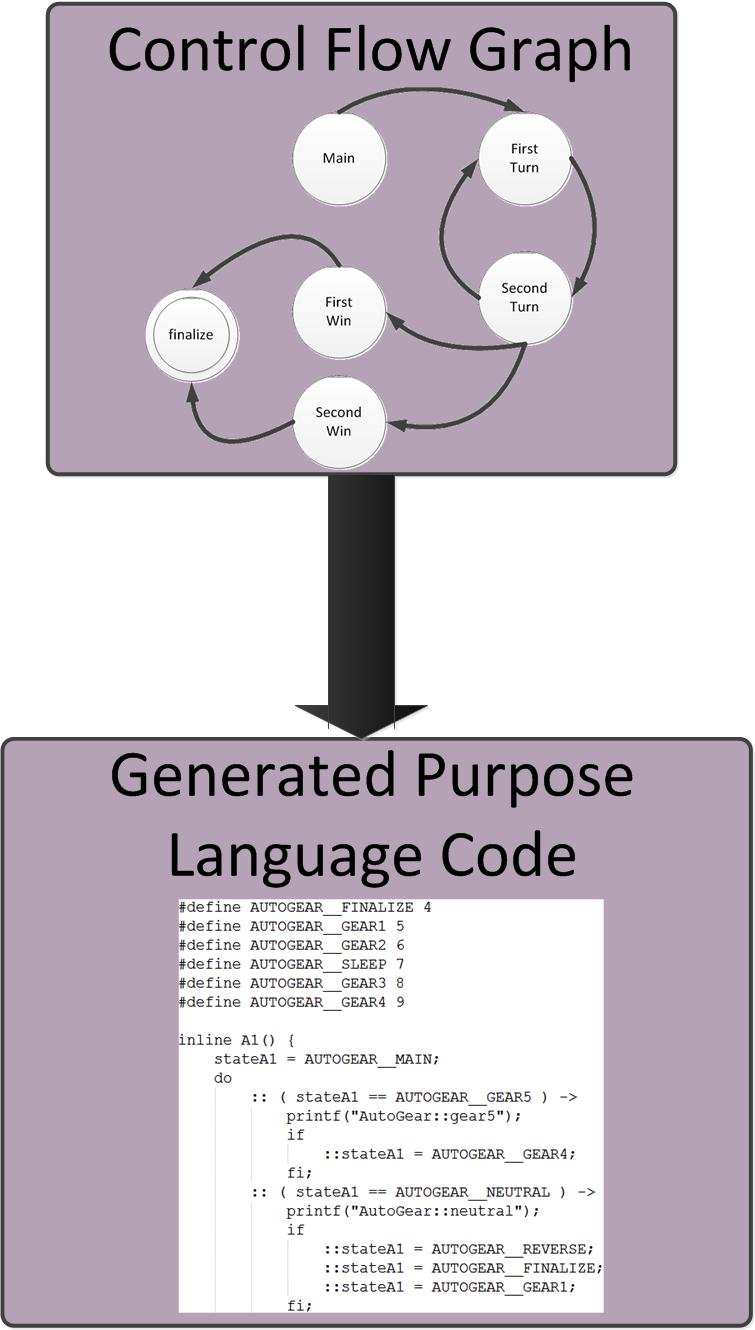 Control Flow Graph
Main
First
Turn
Second
Turn
First
Win
finalize
Second
Win
Generated Purpose
Language Code
#define AUTOGEAR__FINALIZE 4
#define AUTOGEAR__GEAR1 5
#define AUTOGEAR__GEAR2 6
#define AUTOGEAR__SLEEP 7
#define AUTOGEAR__GEAR3 8
#define AUTOGEAR__GEAR4 9
inline A1() {
    stateA1 = AUTOGEAR__MAIN;
    do
        :: ( stateA1 == AUTOGEAR__GEAR5 ) ->
            printf("AutoGear::gear5");
            if
                ::stateA1 = AUTOGEAR__GEAR4;
            fi;
        :: ( stateA1 == AUTOGEAR__NEUTRAL ) ->
            printf("AutoGear::neutral");
            if
                ::stateA1 = AUTOGEAR__REVERSE;
                ::stateA1 = AUTOGEAR__FINALIZE;
                ::stateA1 = AUTOGEAR__GEAR1;
            fi;